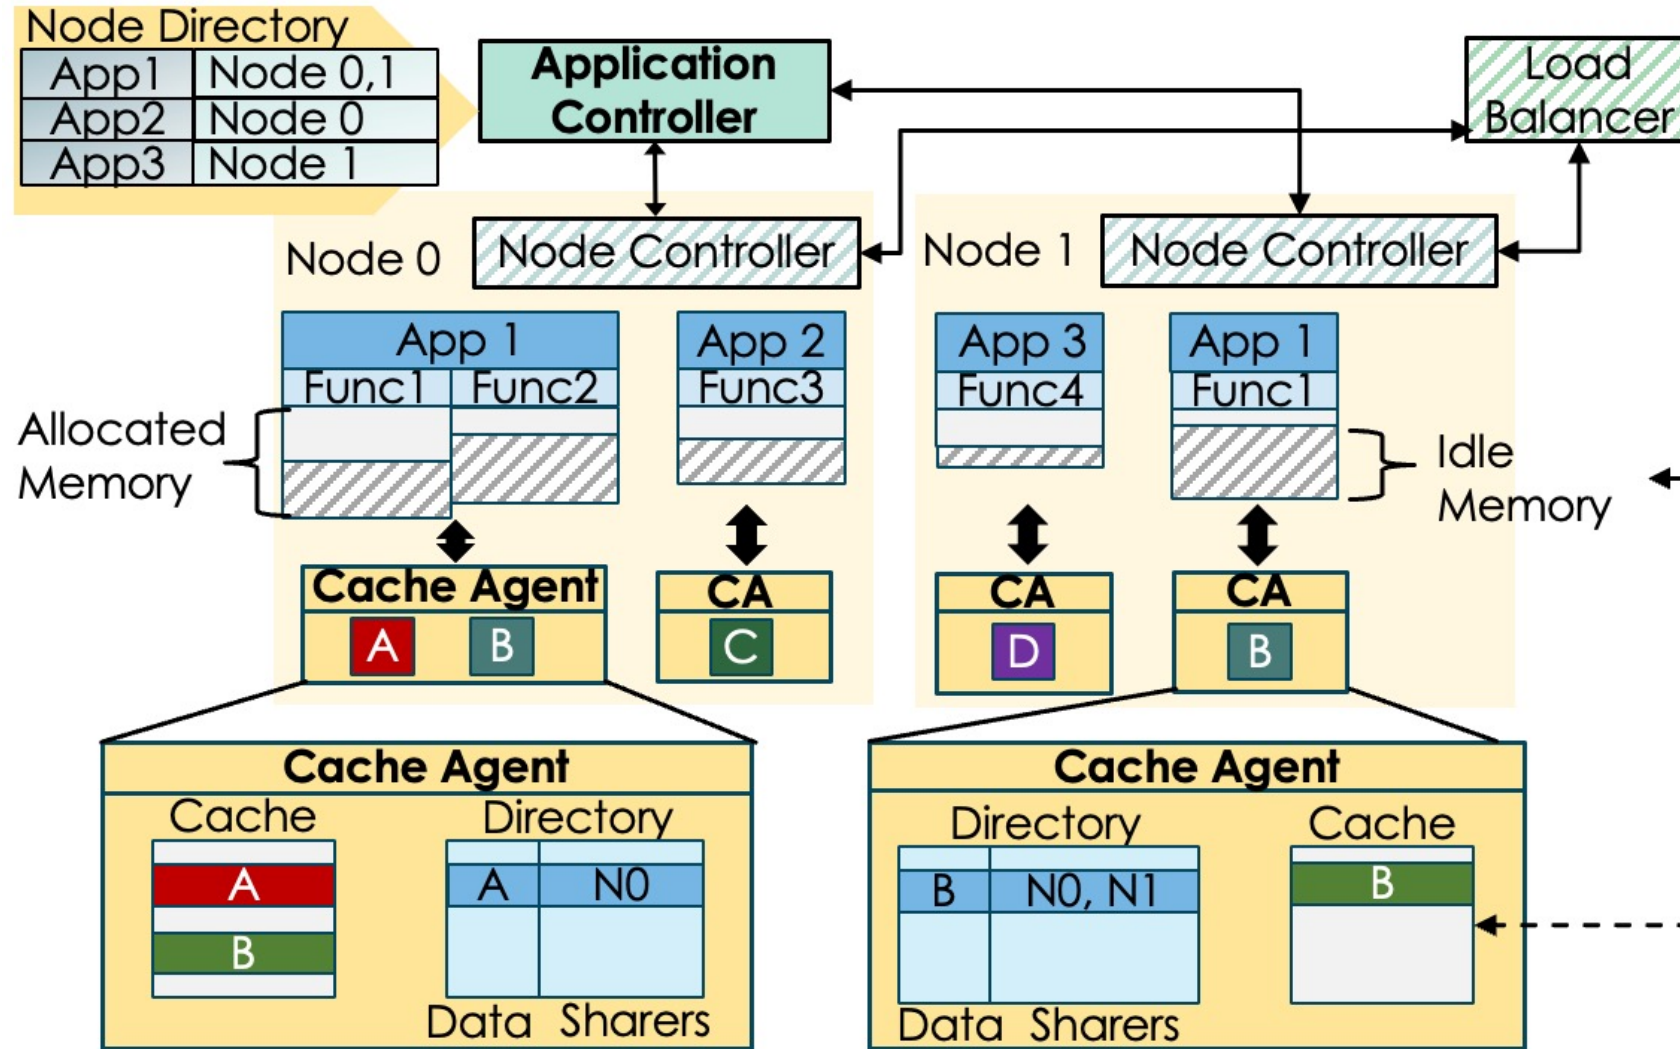 Node Directory
App1 Node 0,1
App2 Node 0
App3 Node 1
Application
Controller
Load
Balancer
Node 0
Node Controller
Node 1
Node Controller
App 1
Func1 Func2
App 2
Func3
App 3
Func4
App 1
Func1
Allocated
Memory
Idle
Memory
Cache Agent
A B
CA
C
CA
D
CA
B
Cache Agent
Cache
A
B
Directory
A N0
Data Sharers
Cache Agent
Directory
B N0, N1
Data Sharers
Cache
B